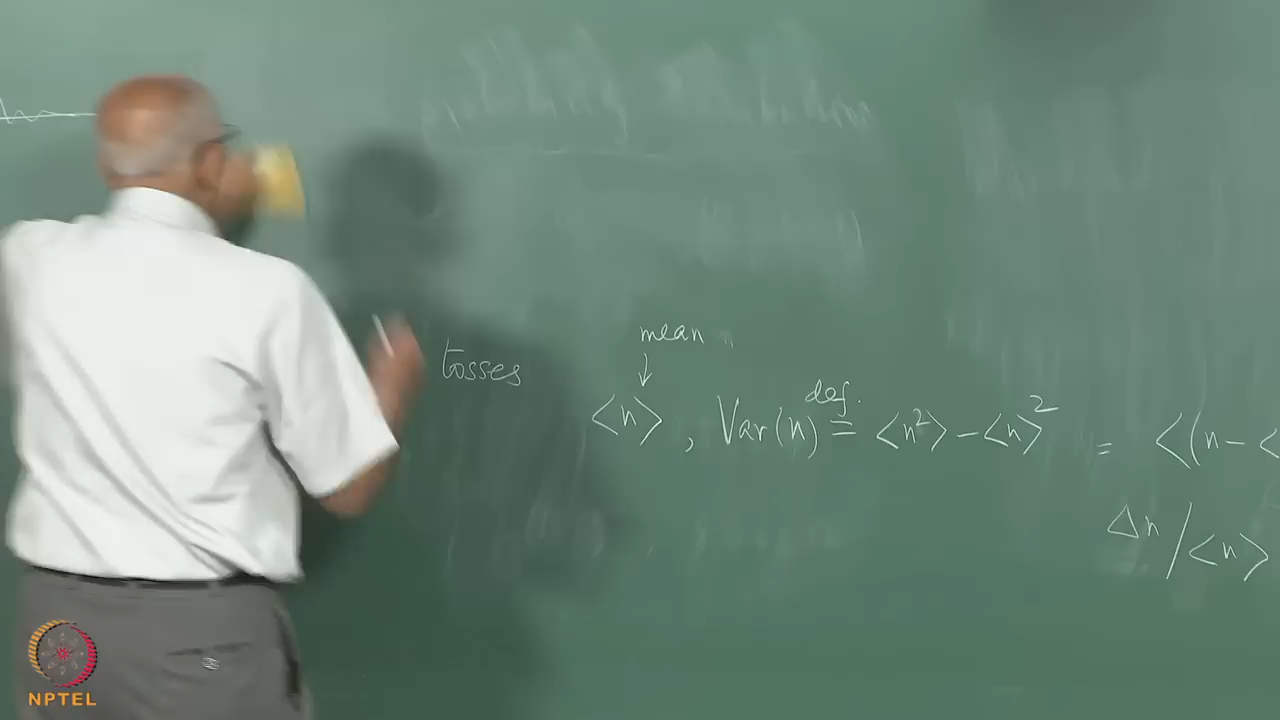 mean
tosses
def.
<n> , Var(n) = <n²> - <n>² = <(n - <
Δn / <n>
NPTEL